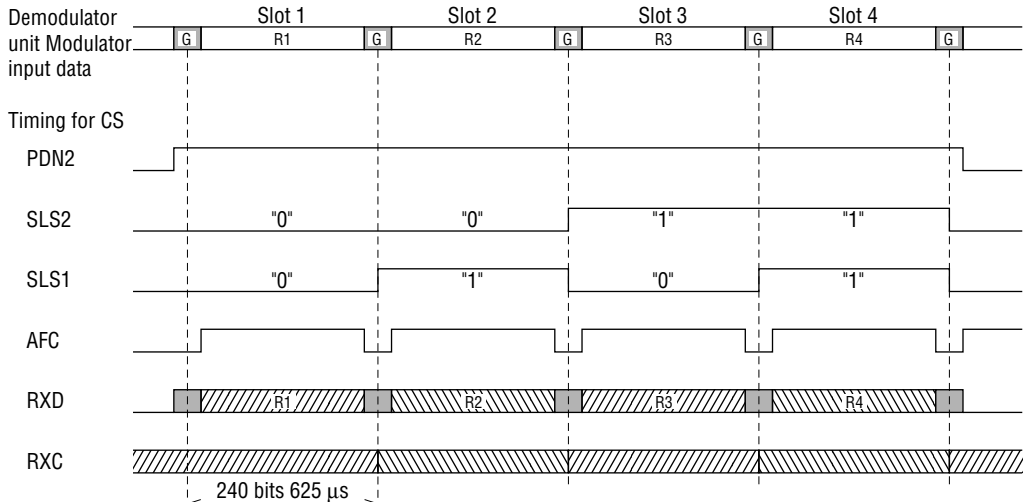 Demodulator
unit Modulator
input data
Slot 1 Slot 2 Slot 3 Slot 4
G R1 G R2 G R3 G R4 G
Timing for CS
PDN2
SLS2 "0" "0" "1" "1"
SLS1 "0" "1" "0" "1"
AFC
RXD R1 R2 R3 R4
RXC
240 bits 625 μs